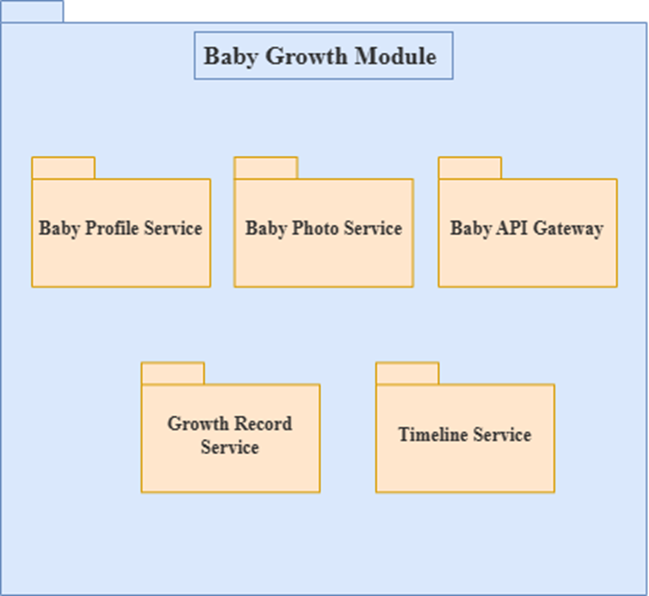 Baby Growth Module
Baby Profile Service
Baby Photo Service
Baby API Gateway
Growth Record
Service
Timeline Service